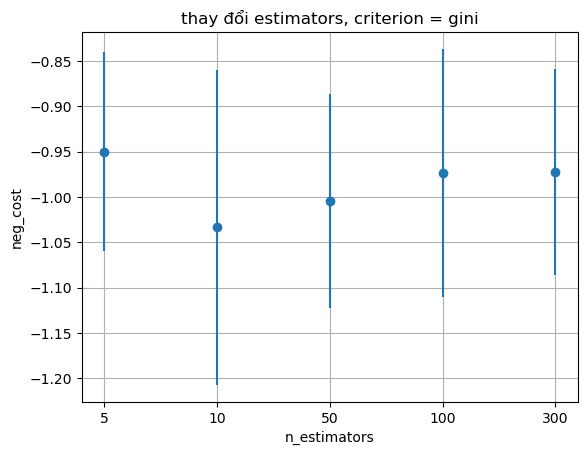 thay đổi estimators, criterion = gini
−0.85
−0.90
−0.95
−1.00
−1.05
−1.10
−1.15
−1.20
neg_cost
5 10 50 100 300
n_estimators